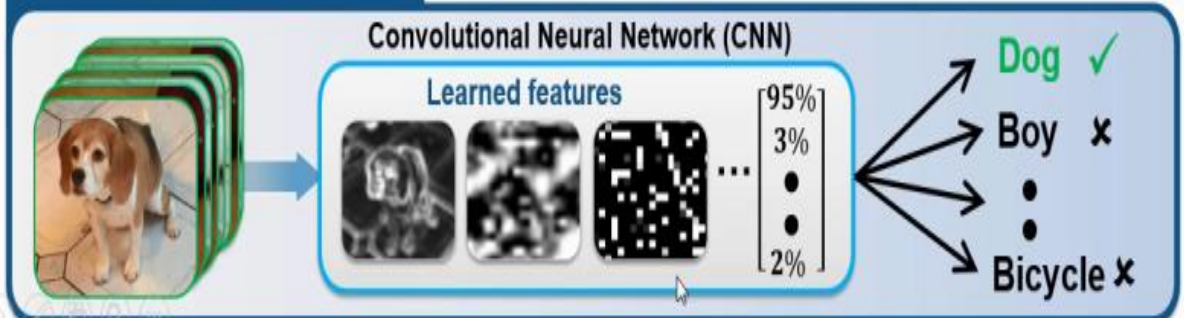 Convolutional Neural Network (CNN)
Learned features
...
95%
3%
●
●
2%
Dog ✓
Boy ✘
●
●
Bicycle ✘